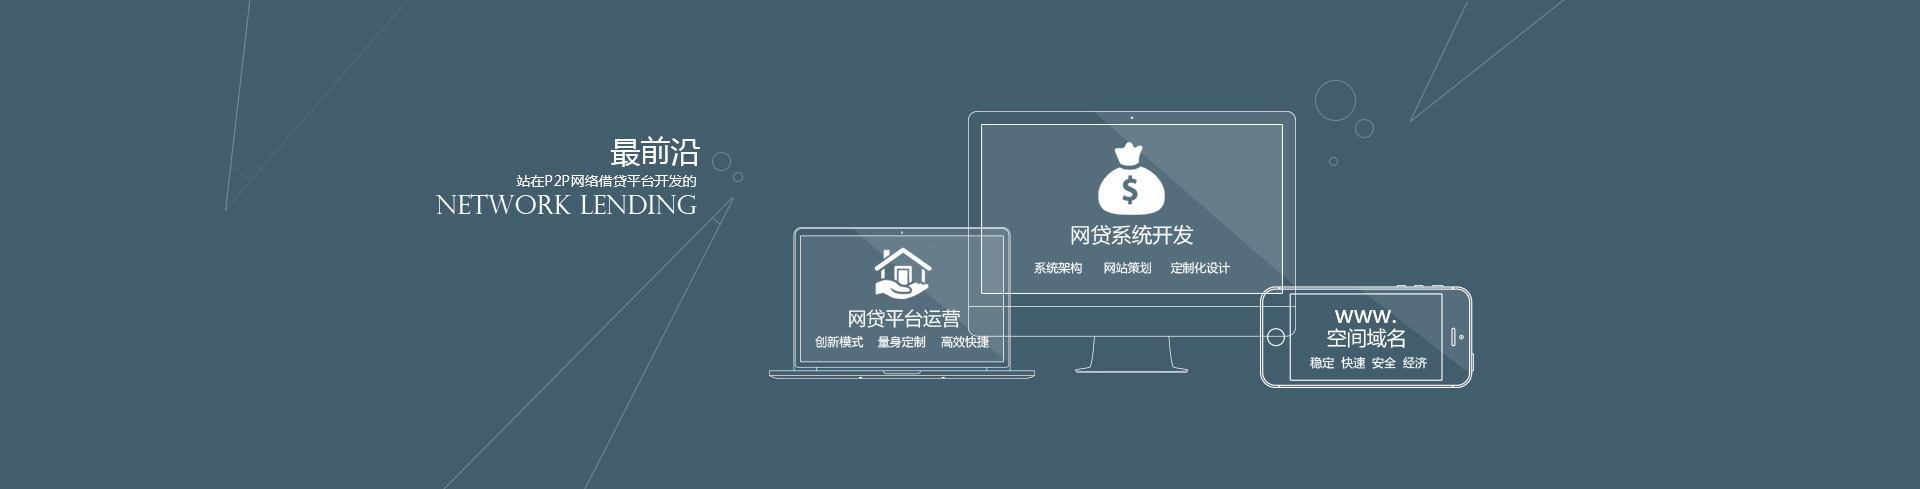 最前沿
站在P2P网络借贷平台开发的
NETWORK LENDING
$
网贷系统开发
系统架构 网站策划 定制化设计
网贷平台运营
创新模式 量身定制 高效快捷
www.
空间域名
稳定 快速 安全 经济